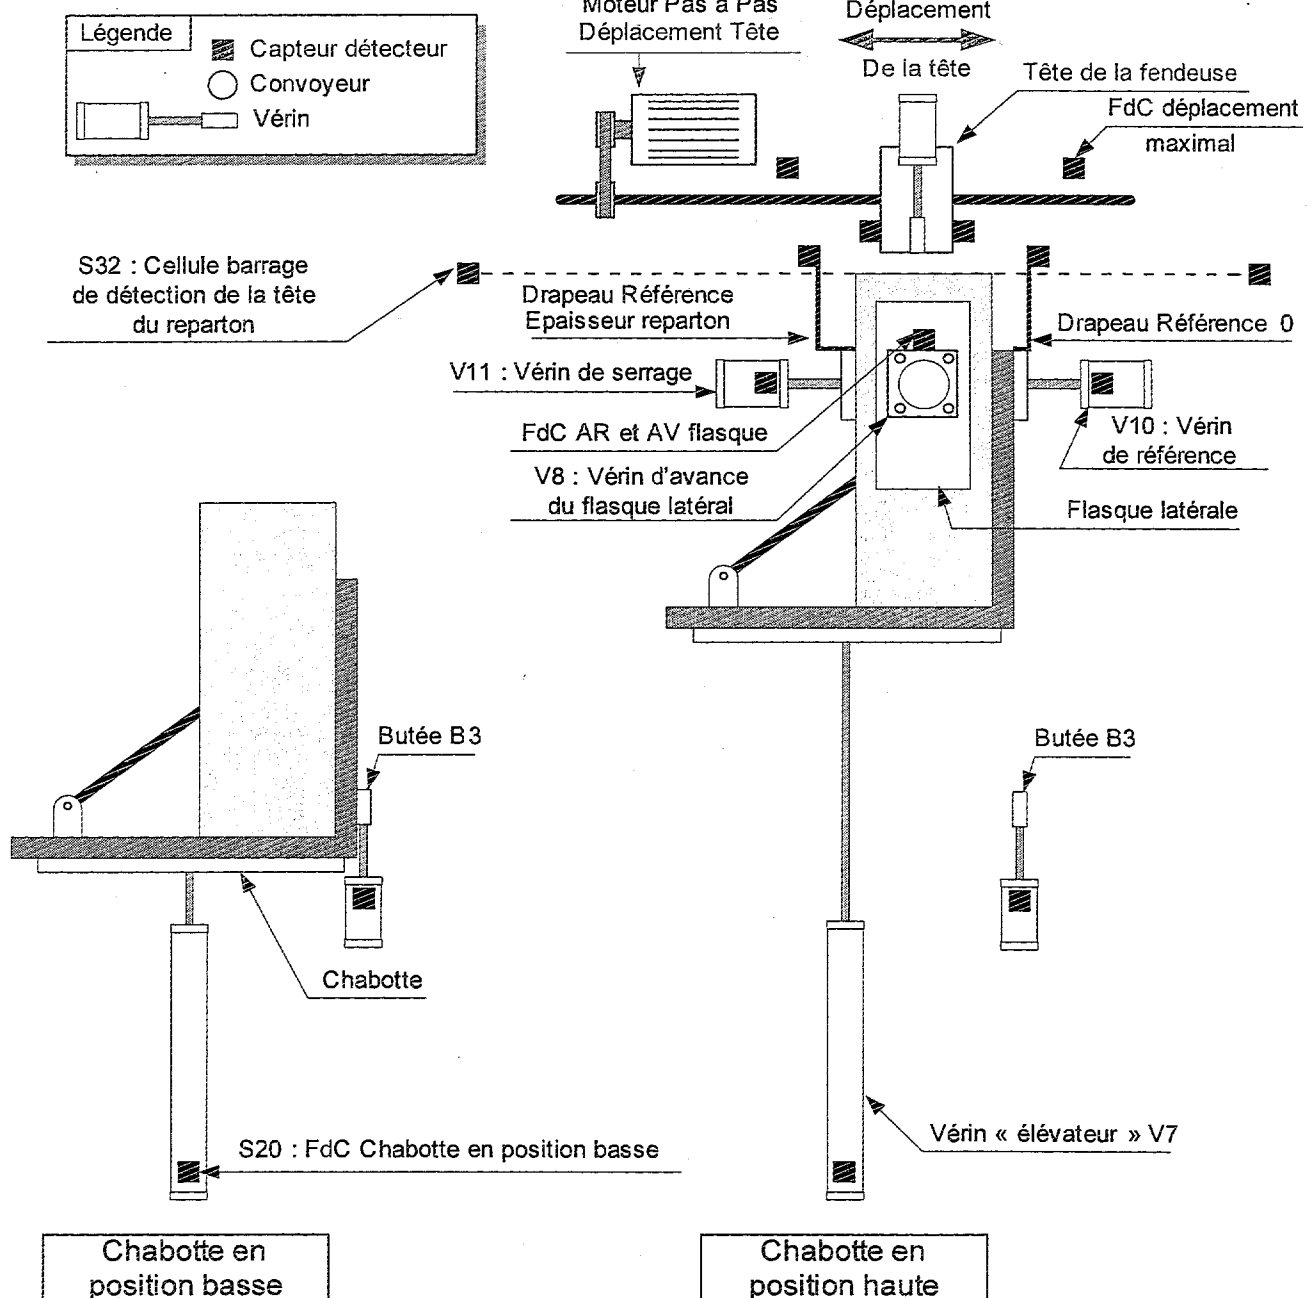 Légende
Capteur détecteur
Convoyeur
Vérin
Moteur Pas à Pas
Déplacement Tête
Déplacement
De la tête
Tête de la fendeuse
FdC déplacement
maximal
S32 : Cellule barrage
de détection de la tête
du reparton
Drapeau Référence
Epaisseur reparton
Drapeau Référence 0
V11 : Vérin de serrage
FdC AR et AV flasque
V10 : Vérin
de référence
V8 : Vérin d'avance
du flasque latéral
Flasque latérale
Butée B3
Butée B3
Chabotte
S20 : FdC Chabotte en position basse
Vérin « élévateur » V7
Chabotte en
position basse
Chabotte en
position haute